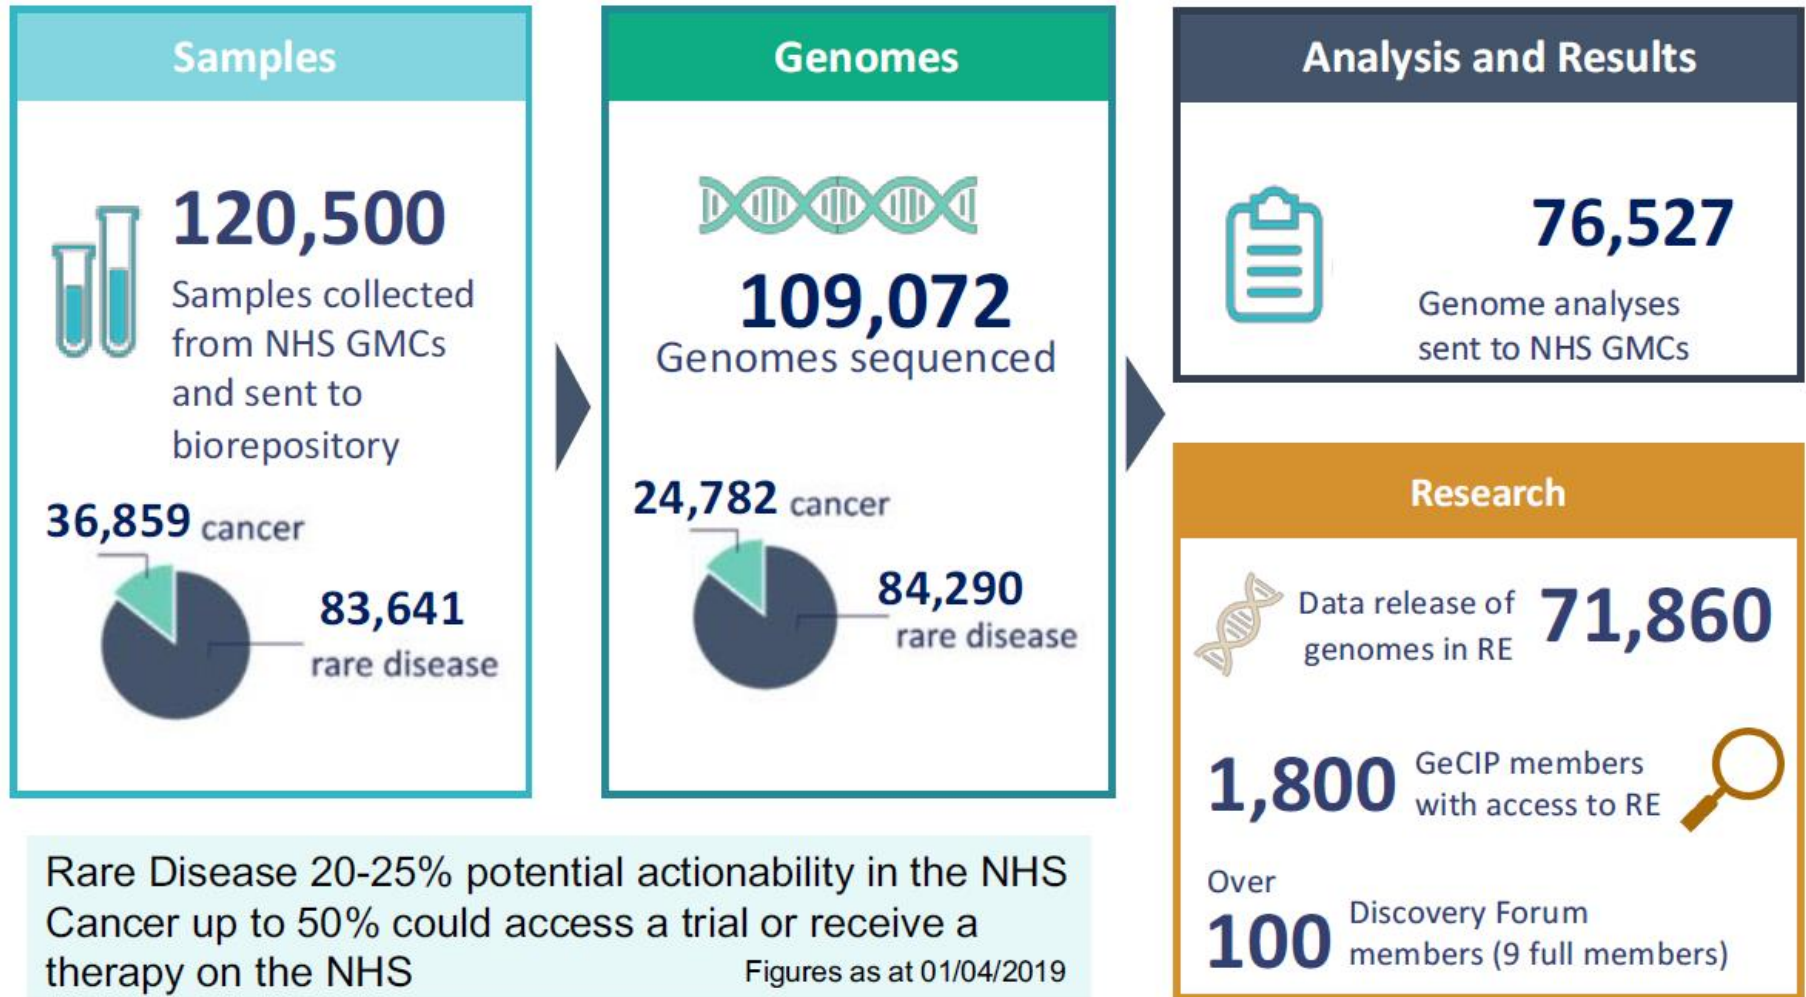 Samples
120,500
Samples collected
from NHS GMCs
and sent to
biorepository
36,859 cancer
83,641
rare disease
Genomes
109,072
Genomes sequenced
24,782 cancer
84,290
rare disease
Analysis and Results
76,527
Genome analyses
sent to NHS GMCs
Research
Data release of
genomes in RE
71,860
1,800
GeCIP members
with access to RE
Over
100
Discovery Forum
members (9 full members)
Rare Disease 20-25% potential actionability in the NHS
Cancer up to 50% could access a trial or receive a
therapy on the NHS
Figures as at 01/04/2019